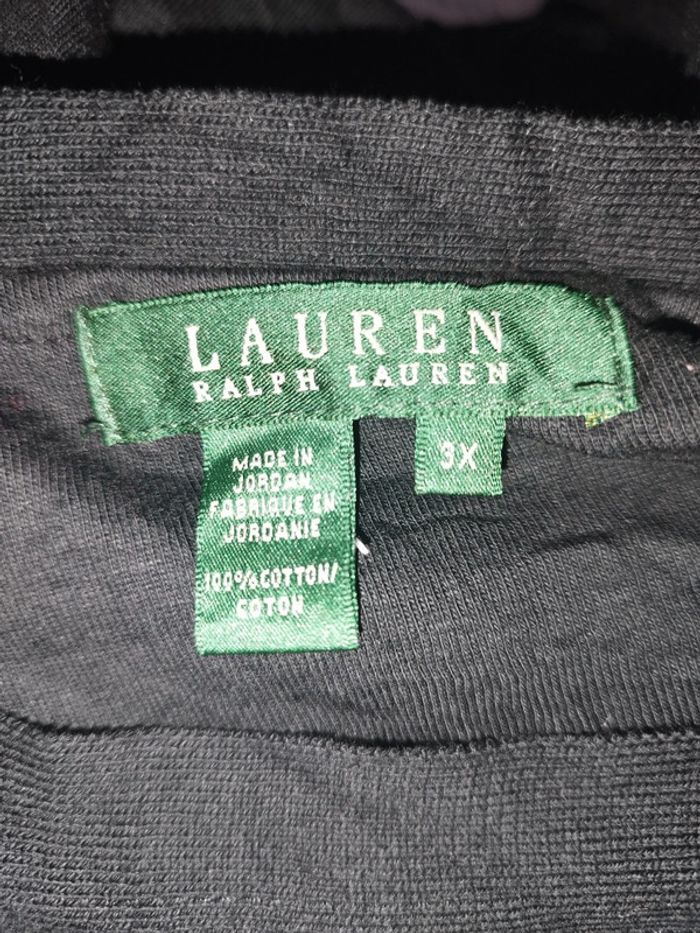 LAUREN
RALPH LAUREN
3X
MADE IN
JORDAN
FABRIQUE EN
JORDANIE
100%COTTON/
COTON